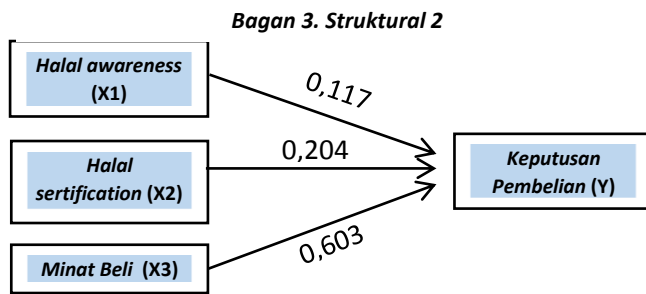 Bagan 3. Struktural 2
Halal awareness
(X1)
0,117
Halal
sertification (X2)
0,204
Keputusan
Pembelian (Y)
Minat Beli (X3)
0,603